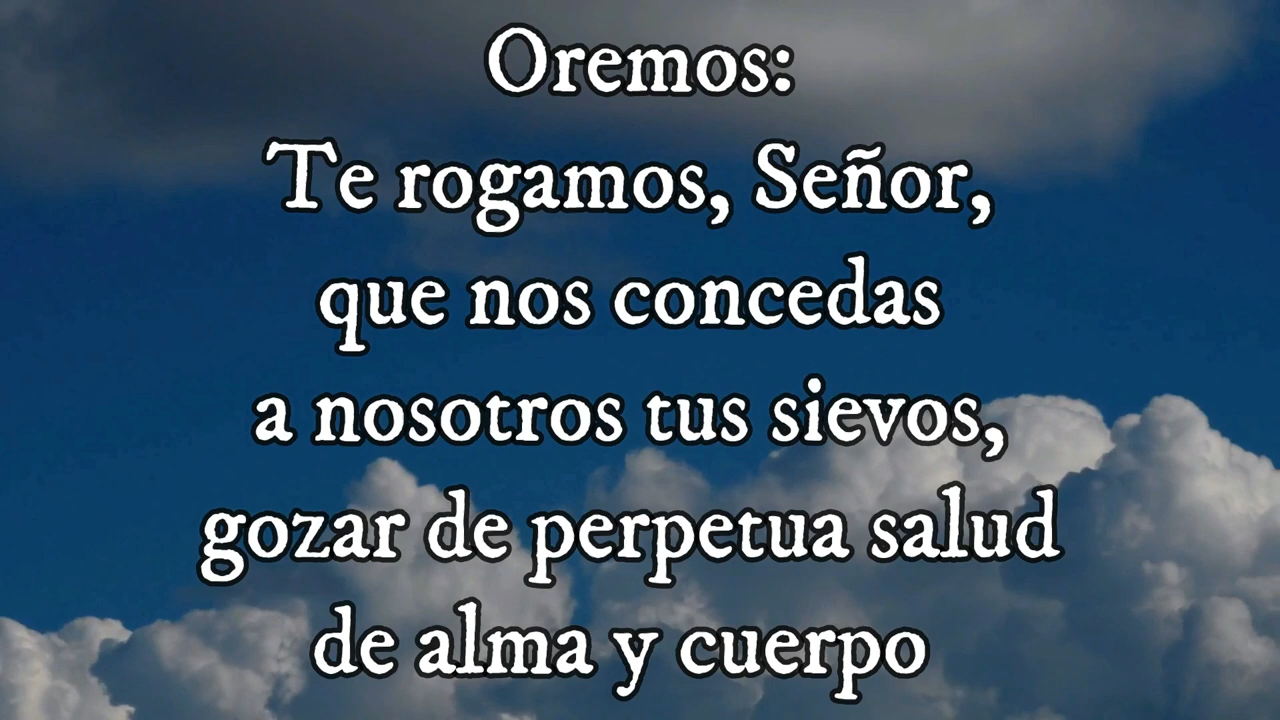 Oremos:
Te rogamos, Señor,
que nos concedas
a nosotros tus sievos,
gozar de perpetua salud
de alma y cuerpo